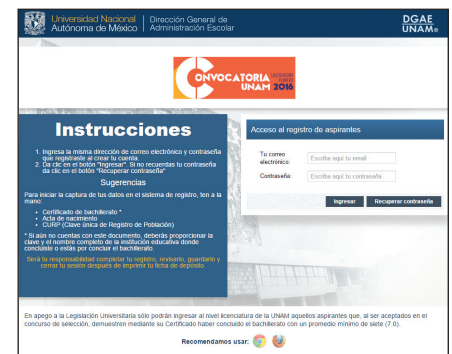 Universidad Nacional
Autónoma de México
Dirección General de
Administración Escolar
DGAE
UNAM
CONVOCATORIA
UNAM 2016
Instrucciones
1. Ingresa la misma dirección de correo electrónico y contraseña
que registraste al crear tu cuenta.
2. Da clic en el botón "Ingresar". Si no recuerdas tu contraseña
da clic en el botón "Recuperar contraseña"
Sugerencias
Para iniciar la captura de tus datos en el sistema de registro, ten a la
mano:
• Certificado de bachillerato *
• Acta de nacimiento
• CURP (Clave única de Registro de Población)
* Si aún no cuentas con este documento, deberás proporcionar la
clave y el nombre completo de la institución educativa donde
concluiste o estás por concluir el bachillerato.
Será tu responsabilidad completar tu registro, revisarlo, guardarlo y
cerrar tu sesión después de imprimir tu ficha de depósito.
Acceso al registro de aspirantes
Tu correo
electrónico:
Escribe aquí tu email
Contraseña:
Escribe aquí tu contraseña
Ingresar
Recuperar contraseña
En apego a la Legislación Universitaria sólo podrán ingresar al nivel licenciatura de la UNAM aquellos aspirantes que, al ser aceptados en el
concurso de selección, demuestren mediante su Certificado haber concluido el bachillerato con un promedio mínimo de siete (7.0).
Recomendamos usar: